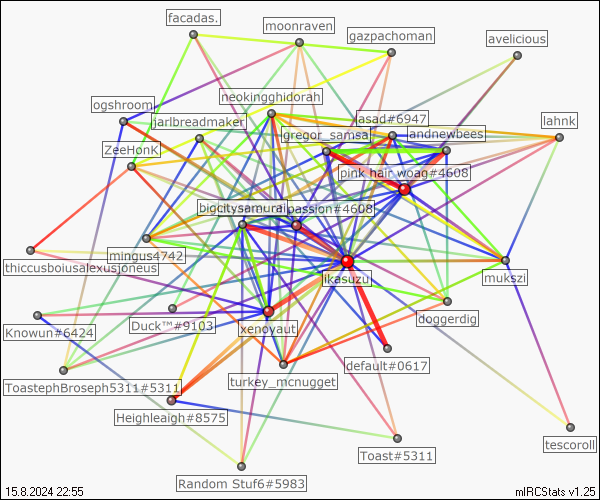 facadas.
moonraven
gazpachoman
avelicious
neokingghidorah
ogshroom
jarlbreadmaker
asad#6947
lahnk
gregor_samsa
andnewbees
ZeeHonK
pink hair woag#4608
bigcitysamurai
passion#4608
mingus4742
thiccusboiusalexusjoneus
ikasuzu
mukszi
Knowun#6424
Duck™#9103
xenoyaut
doggerdig
default#0617
ToastephBroseph5311#5311
turkey_mcnugget
Heighleaigh#8575
tescoroll
Toast#5311
Random Stuf6#5983
15.8.2024 22:55
mIRCStats v1.25